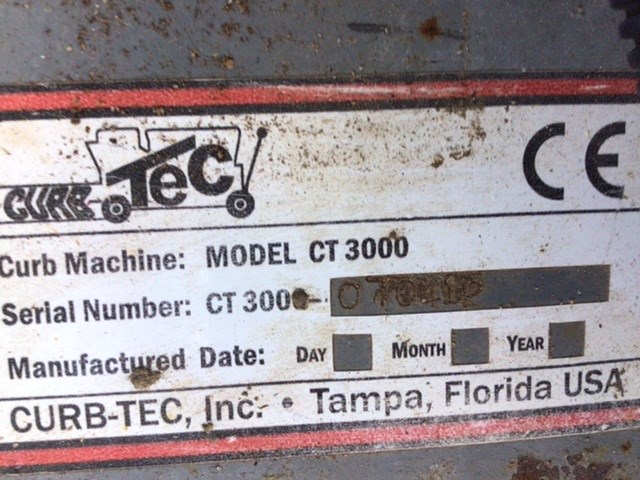 CURB TEC
CE
Curb Machine: MODEL CT 3000
Serial Number: CT 3000-
Manufactured Date: DAY MONTH YEAR
CURB-TEC, Inc. • Tampa, Florida USA